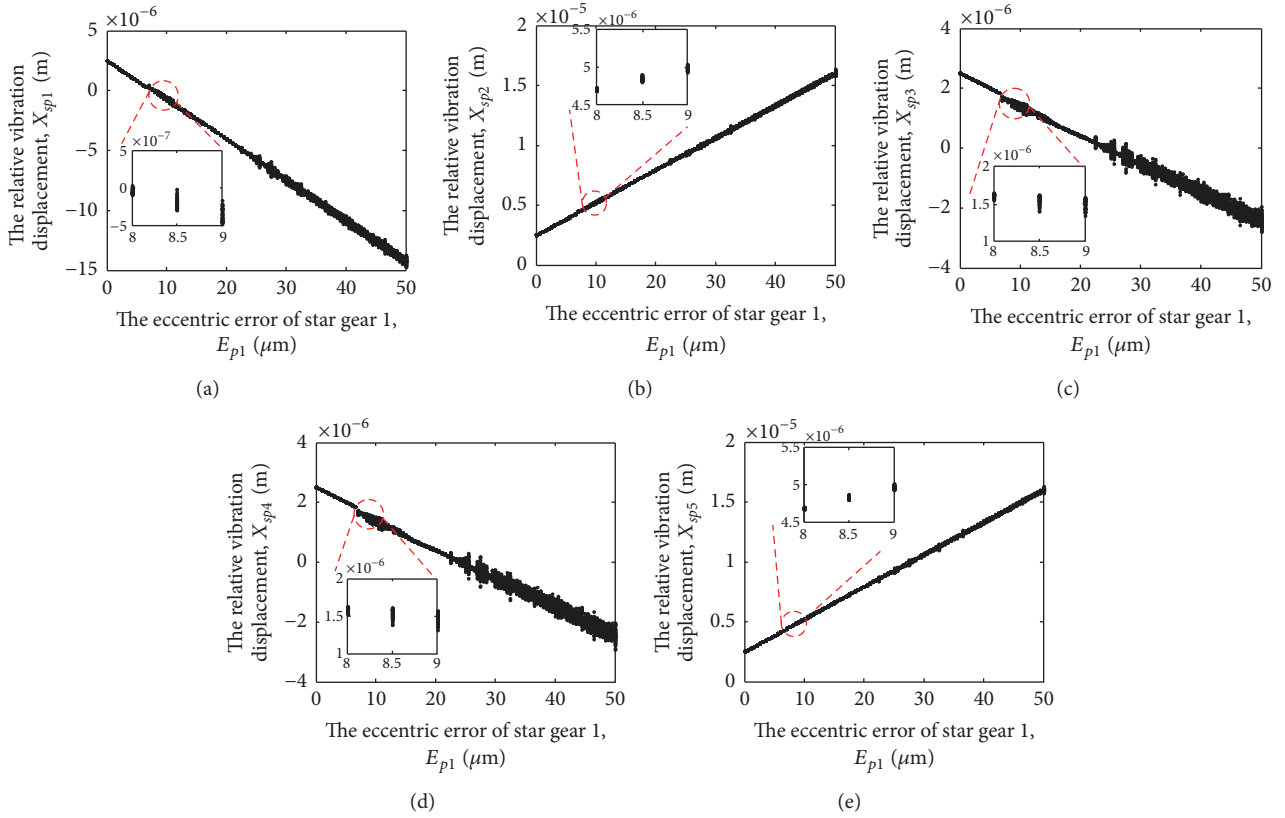 ×10⁻⁶
5
0
−5
−10
−15
The relative vibration
displacement, X_sp1 (m)
×10⁻⁷
5
0
−5
8 8.5 9
0 10 20 30 40 50
The eccentric error of star gear 1,
E_p1 (μm)
(a)
×10⁻⁵
2
1.5
1
0.5
0
The relative vibration
displacement, X_sp2 (m)
×10⁻⁶
5.5
5
4.5
8 8.5 9
0 10 20 30 40 50
The eccentric error of star gear 1,
E_p1 (μm)
(b)
×10⁻⁶
4
2
0
−2
−4
The relative vibration
displacement, X_sp3 (m)
×10⁻⁶
2
1.5
1
8 8.5 9
0 10 20 30 40 50
The eccentric error of star gear 1,
E_p1 (μm)
(c)
×10⁻⁶
4
2
0
−2
−4
The relative vibration
displacement, X_sp4 (m)
×10⁻⁶
2
1.5
1
8 8.5 9
0 10 20 30 40 50
The eccentric error of star gear 1,
E_p1 (μm)
(d)
×10⁻⁵
2
1.5
1
0.5
0
The relative vibration
displacement, X_sp5 (m)
×10⁻⁶
5.5
5
4.5
8 8.5 9
0 10 20 30 40 50
The eccentric error of star gear 1,
E_p1 (μm)
(e)